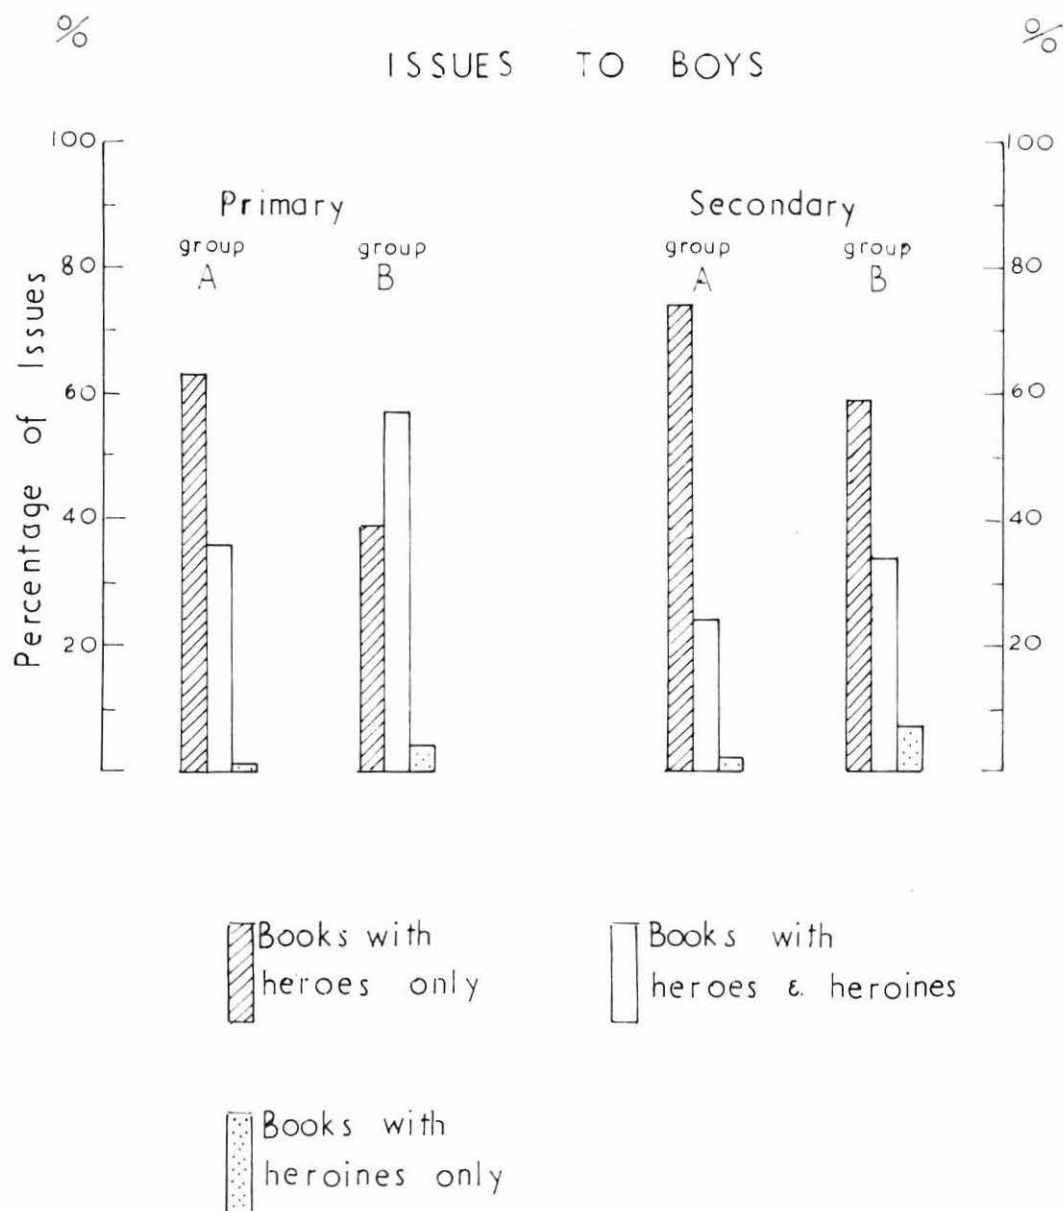 %
%
ISSUES TO BOYS
100
100
Primary
Secondary
group
group
group
group
80
A
B
A
B
80
Percentage of Issues
60
60
40
40
20
20
Books with
heroes only
Books with
heroes & heroines
Books with
heroines only